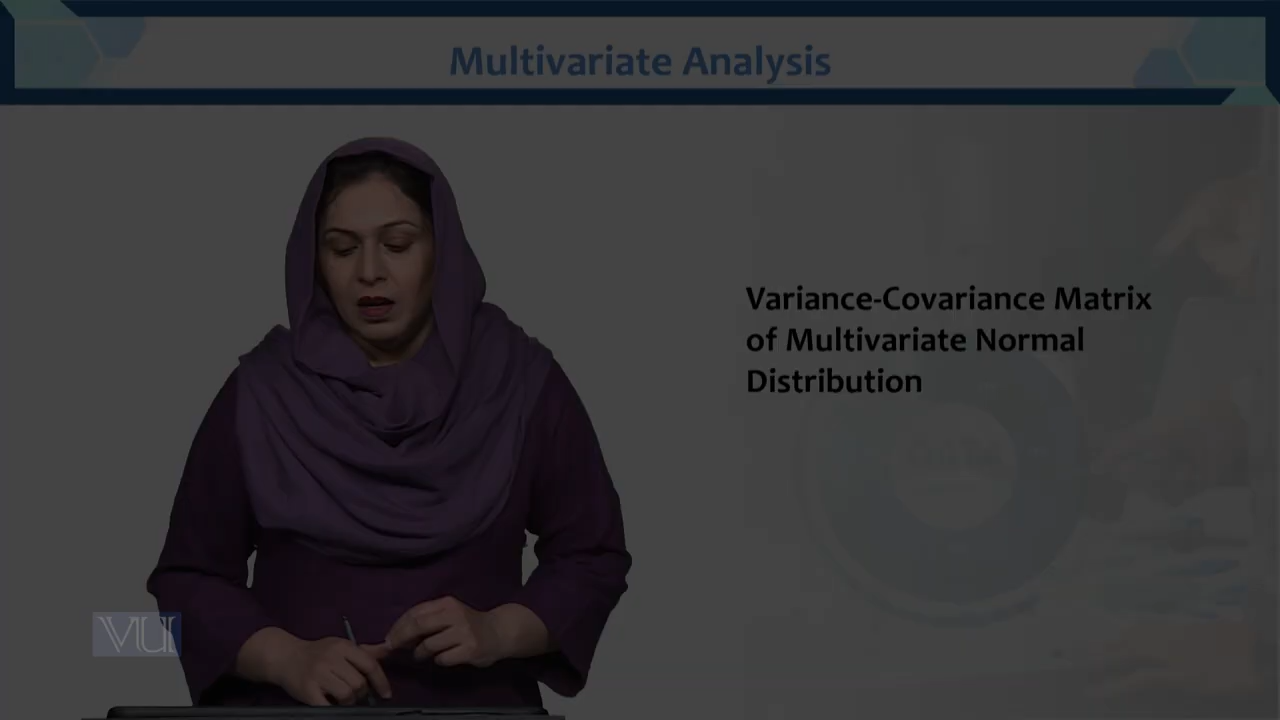 Multivariate Analysis
Variance-Covariance Matrix
of Multivariate Normal
Distribution
VU